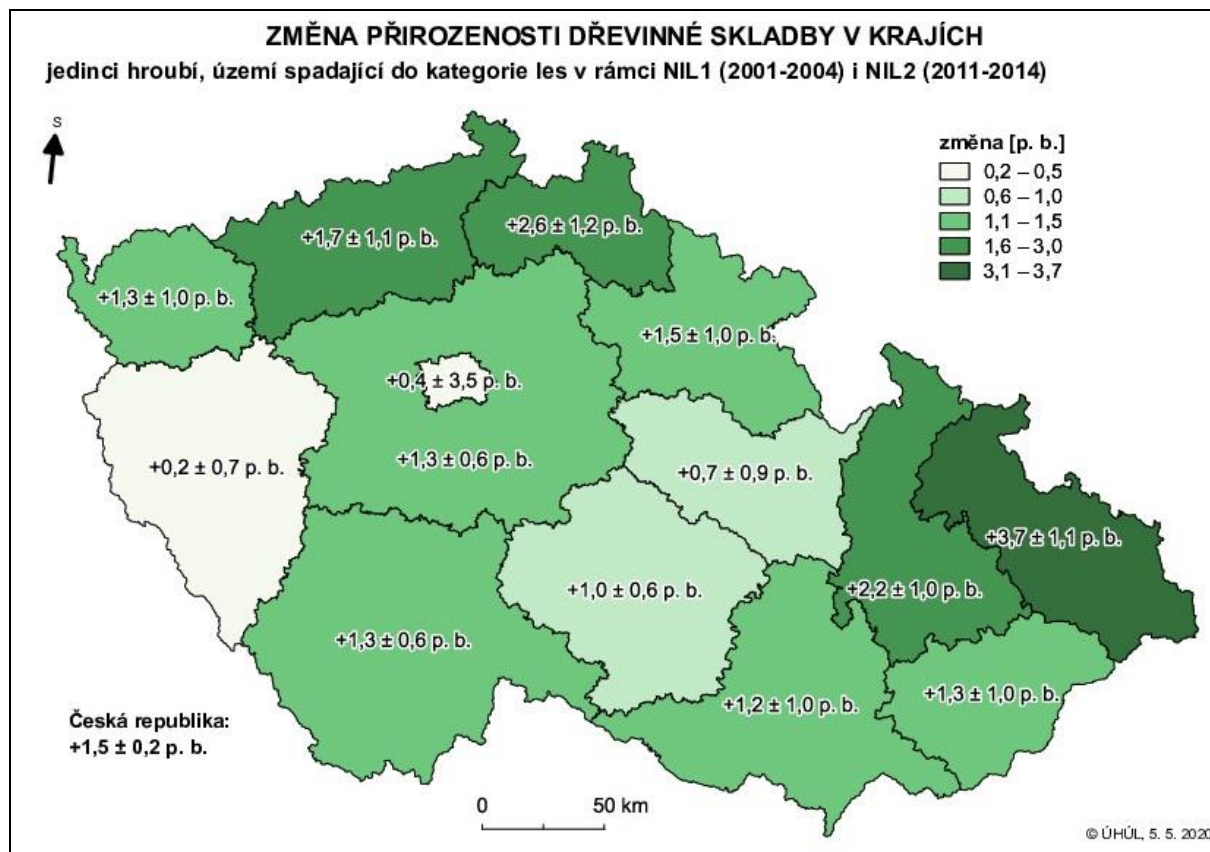 ZMĚNA PŘIROZENOSTI DŘEVINNÉ SKLADBY V KRAJÍCH
jedinci hroubí, území spadající do kategorie les v rámci NIL1 (2001-2004) i NIL2 (2011-2014)
S
změna [p. b.]
0,2 – 0,5
0,6 – 1,0
1,1 – 1,5
1,6 – 3,0
3,1 – 3,7
+1,7 ± 1,1 p. b.
+2,6 ± 1,2 p. b.
+1,3 ± 1,0 p. b.
+1,5 ± 1,0 p. b.
+0,4 ± 3,5 p. b.
+0,2 ± 0,7 p. b.
+1,3 ± 0,6 p. b.
+0,7 ± 0,9 p. b.
+3,7 ± 1,1 p. b.
+1,0 ± 0,6 p. b.
+2,2 ± 1,0 p. b.
+1,3 ± 0,6 p. b.
+1,2 ± 1,0 p. b.
+1,3 ± 1,0 p. b.
Česká republika:
+1,5 ± 0,2 p. b.
0 50 km
© ÚHÚL, 5. 5. 2020